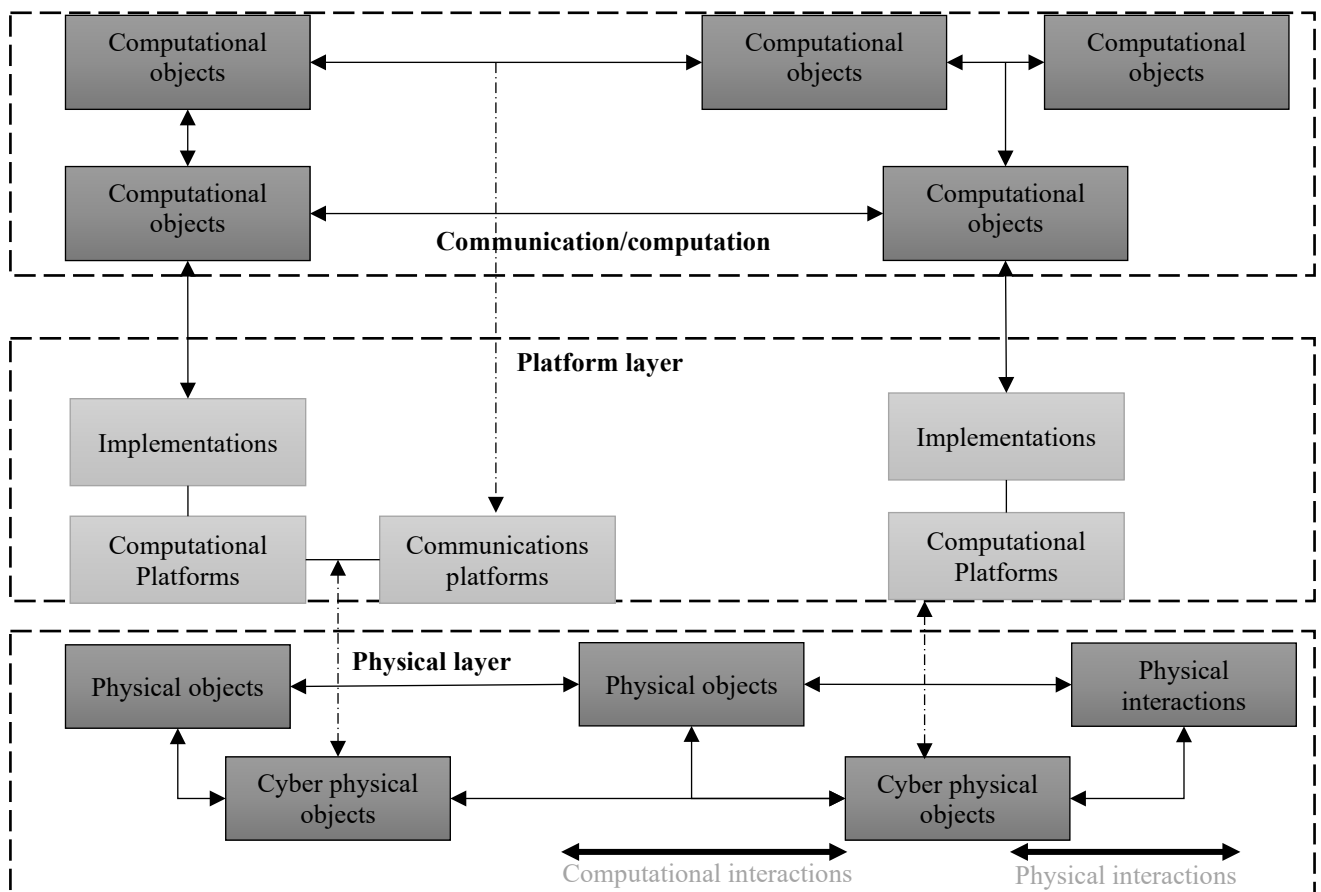 Computational
objects
Computational
objects
Computational
objects
Computational
objects
Computational
objects
Communication/computation
Platform layer
Implementations
Implementations
Computational
Platforms
Communications
platforms
Computational
Platforms
Physical layer
Physical objects
Physical objects
Physical
interactions
Cyber physical
objects
Cyber physical
objects
Computational interactions
Physical interactions